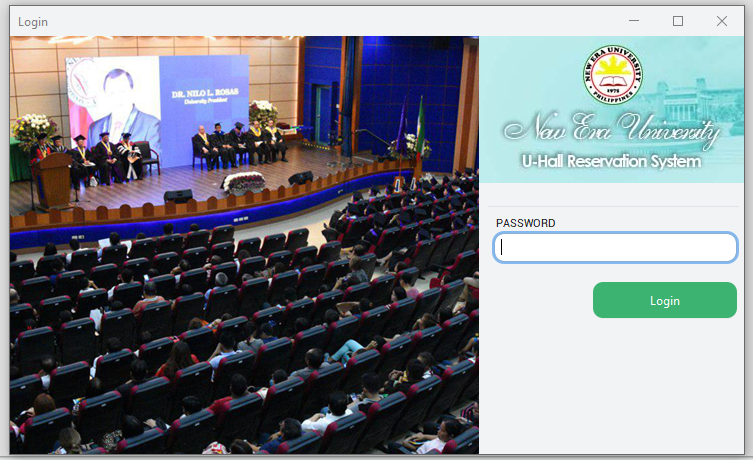 Login
DR. NILO L. ROSAS
University President
NEW ERA UNIVERSITY
1975
PHILIPPINES
New Era University
U-Hall Reservation System
PASSWORD
Login